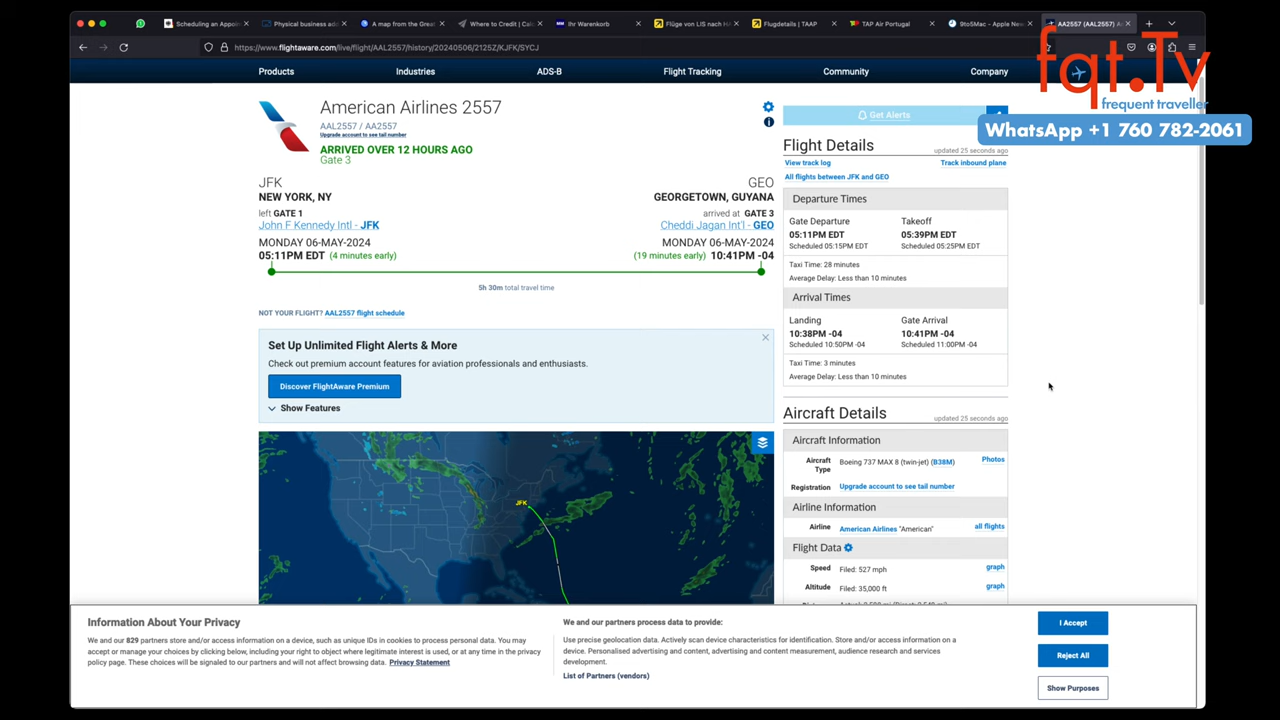 Scheduling an Appoin
Physical business add
A map from the Great
Where to Credit | Calc
Ihr Warenkorb
Flüge von LIS nach HA
Flugdetails | TAAP
TAP Air Portugal
9to5Mac - Apple New
AA2557 (AAL2557) A
https://www.flightaware.com/live/flight/AAL2557/history/20240506/2125Z/KJFK/SYCJ
fqt.Tv
frequent traveller
WhatsApp +1 760 782-2061
Products
Industries
ADS-B
Flight Tracking
Community
Company
American Airlines 2557
AAL2557 / AA2557
Upgrade account to see tail number
ARRIVED OVER 12 HOURS AGO
Gate 3
JFK
NEW YORK, NY
left GATE 1
John F Kennedy Intl - JFK
MONDAY 06-MAY-2024
05:11PM EDT (4 minutes early)
GEO
GEORGETOWN, GUYANA
arrived at GATE 3
Cheddi Jagan Int'l - GEO
MONDAY 06-MAY-2024
(19 minutes early) 10:41PM -04
5h 30m total travel time
NOT YOUR FLIGHT? AAL2557 flight schedule
Set Up Unlimited Flight Alerts & More
Check out premium account features for aviation professionals and enthusiasts.
Discover FlightAware Premium
Show Features
JFK
Get Alerts
Flight Details
updated 25 seconds ago
View track log
Track inbound plane
All flights between JFK and GEO
Departure Times
Gate Departure
Takeoff
05:11PM EDT
05:39PM EDT
Scheduled 05:15PM EDT
Scheduled 05:25PM EDT
Taxi Time: 28 minutes
Average Delay: Less than 10 minutes
Arrival Times
Landing
Gate Arrival
10:38PM -04
10:41PM -04
Scheduled 10:50PM -04
Scheduled 11:00PM -04
Taxi Time: 3 minutes
Average Delay: Less than 10 minutes
Aircraft Details
updated 25 seconds ago
Aircraft Information
Aircraft Type
Boeing 737 MAX 8 (twin-jet) (B38M)
Photos
Registration
Upgrade account to see tail number
Airline Information
Airline
American Airlines "American"
all flights
Flight Data
Speed
Filed: 527 mph
graph
Altitude
Filed: 35,000 ft
graph
Information About Your Privacy
We and our 829 partners store and/or access information on a device, such as unique IDs in cookies to process personal data. You may
accept or manage your choices by clicking below, including your right to object where legitimate interest is used, or at any time in the privacy
policy page. These choices will be signaled to our partners and will not affect browsing data. Privacy Statement
We and our partners process data to provide:
Use precise geolocation data. Actively scan device characteristics for identification. Store and/or access information on a
device. Personalised advertising and content, advertising and content measurement, audience research and services
development.
List of Partners (vendors)
I Accept
Reject All
Show Purposes